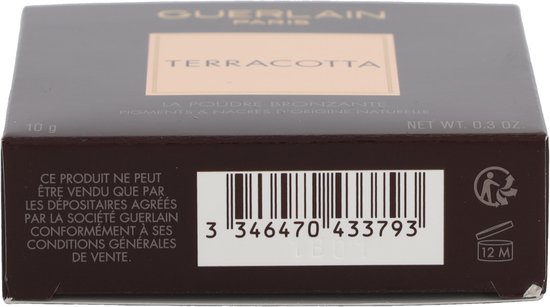 GUERLAIN
PARIS
TERRACOTTA
LA POUDRE BRONZANTE
PIGMENTS & NACRES D'ORIGINE NATURELLE
10 g
NET WT. 0.3 OZ.
CE PRODUIT NE PEUT
ÊTRE VENDU QUE PAR
LES DÉPOSITAIRES AGRÉÉS
PAR LA SOCIÉTÉ GUERLAIN
CONFORMÉMENT À SES
CONDITIONS GÉNÉRALES
DE VENTE.
3 346470 433793
12 M